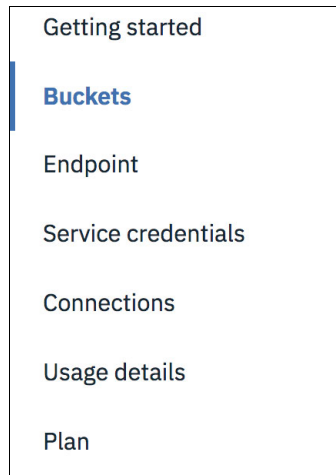 Getting started
Buckets
Endpoint
Service credentials
Connections
Usage details
Plan